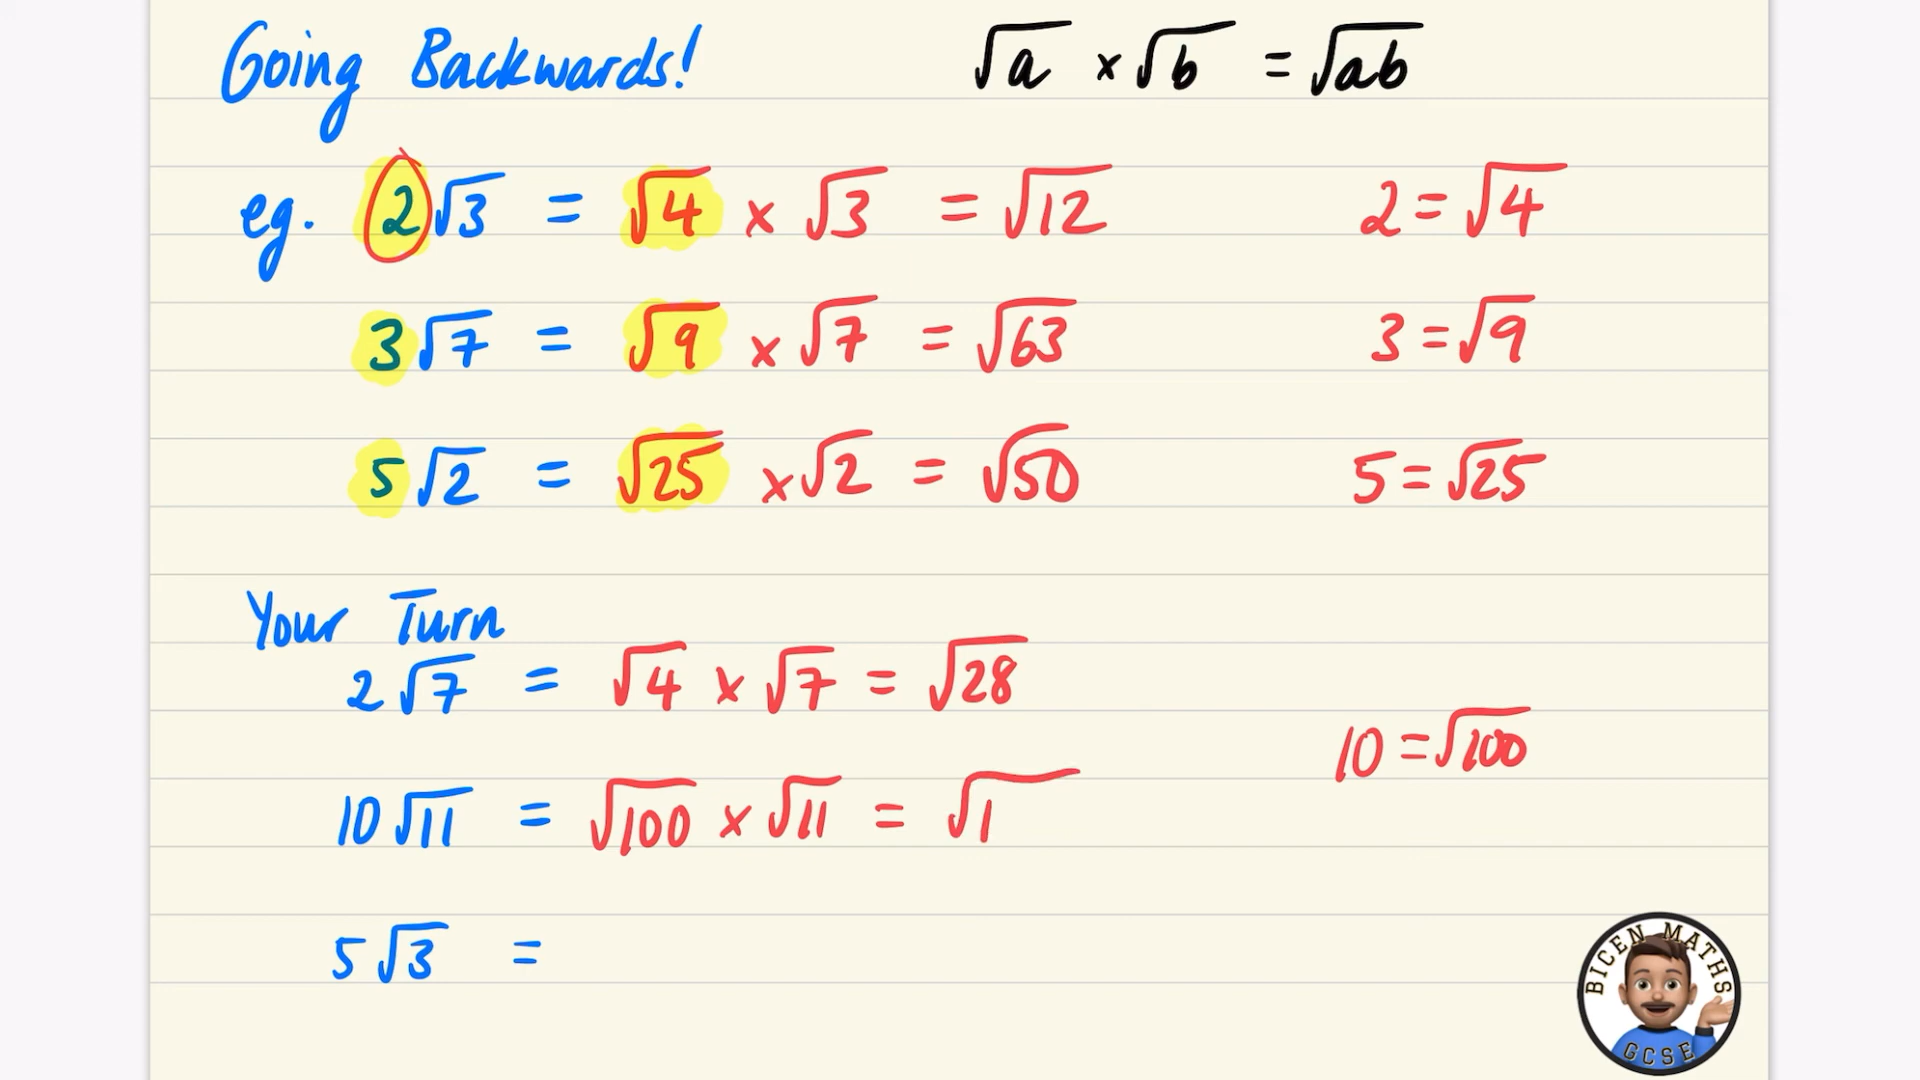 Going Backwards! √a × √b = √ab
eg. 2√3 = √4 × √3 = √12 2 = √4
3√7 = √9 × √7 = √63 3 = √9
5√2 = √25 × √2 = √50 5 = √25
Your Turn
2√7 = √4 × √7 = √28
10 = √100
10√11 = √100 × √11 = √1
5√3 =
BICEN MATHS
GCSE